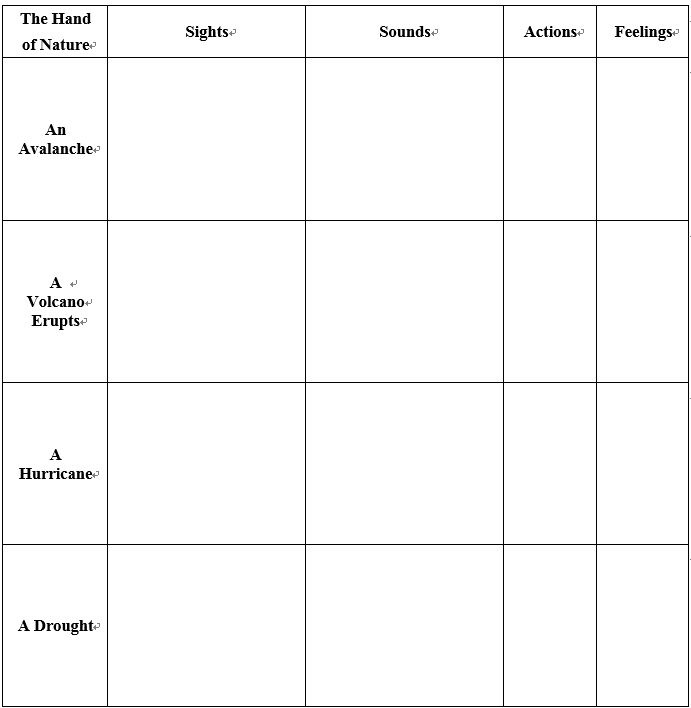 The Hand
of Nature
Sights
Sounds
Actions
Feelings
An
Avalanche
A
Volcano
Erupts
A
Hurricane
A Drought